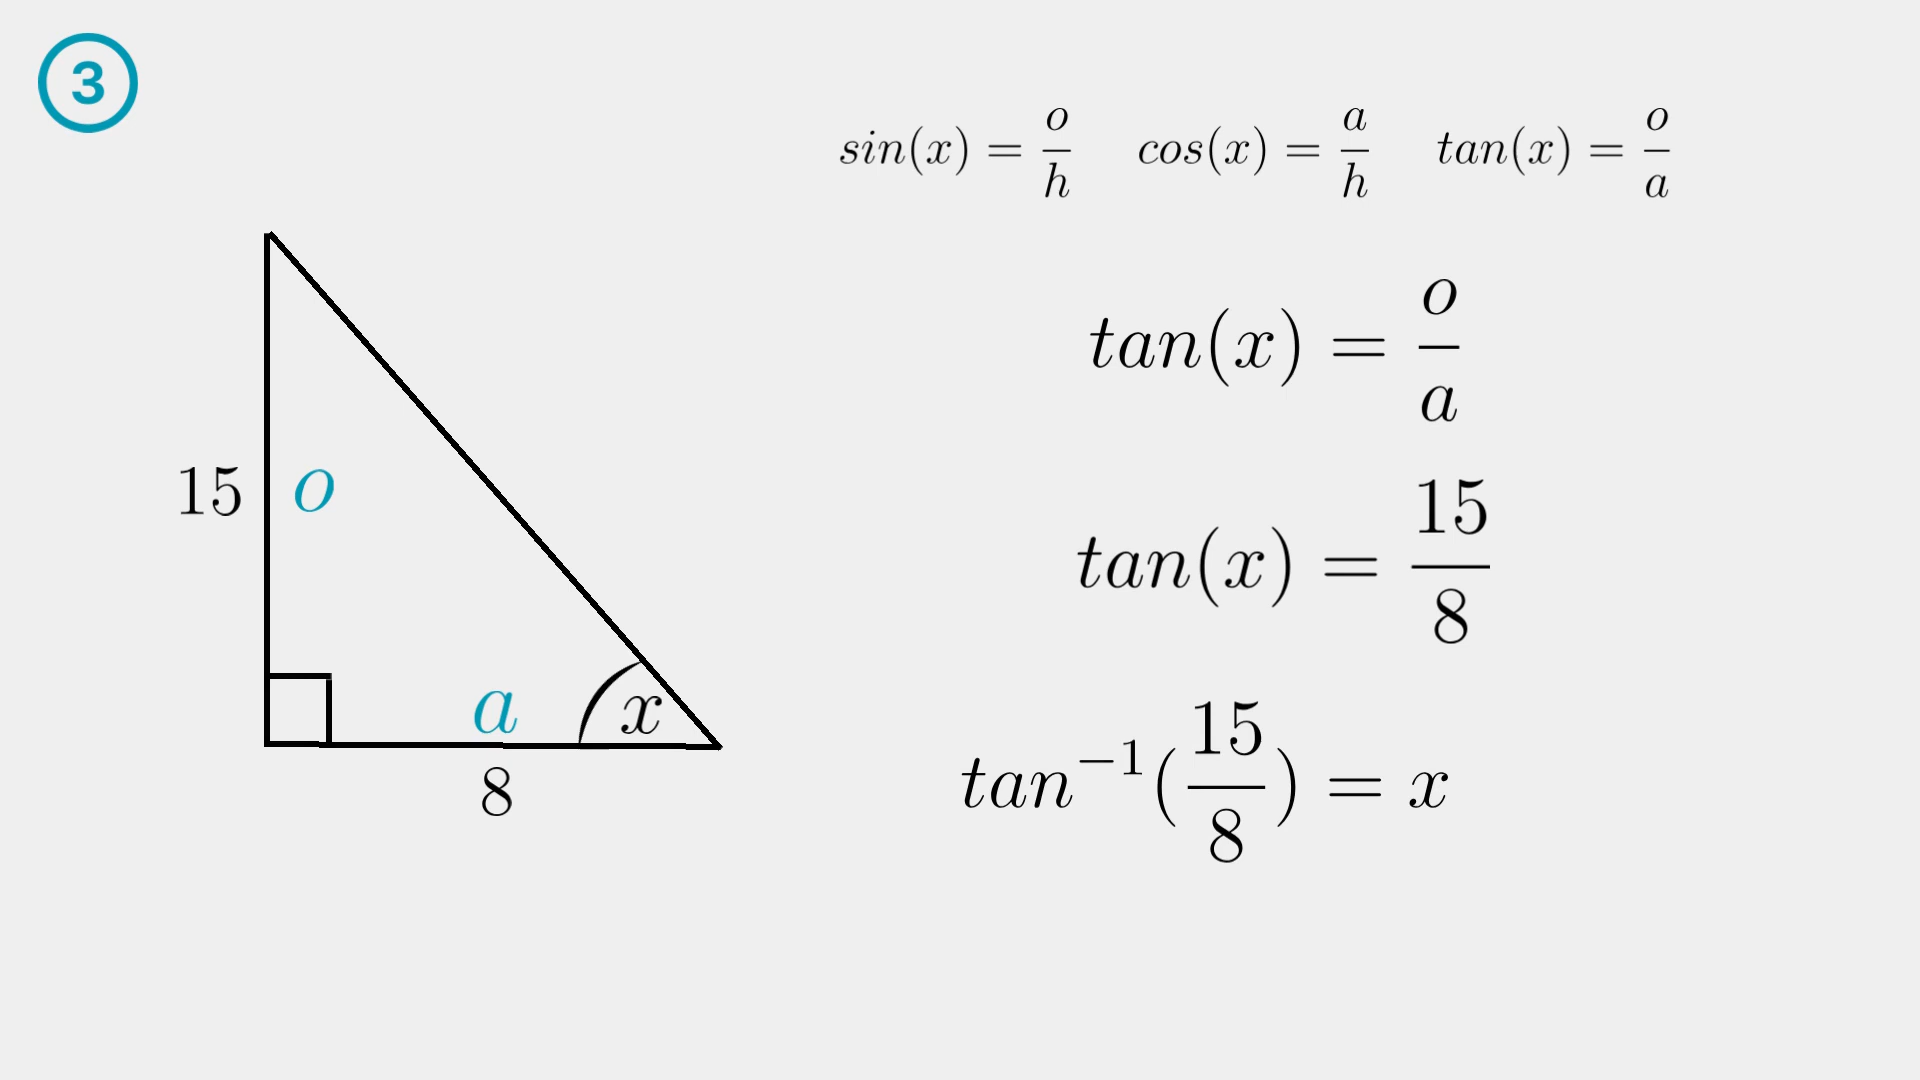 3
sin(x) = o/h cos(x) = a/h tan(x) = o/a
tan(x) = o/a
15 o
tan(x) = 15/8
a x
8
tan⁻¹(15/8) = x